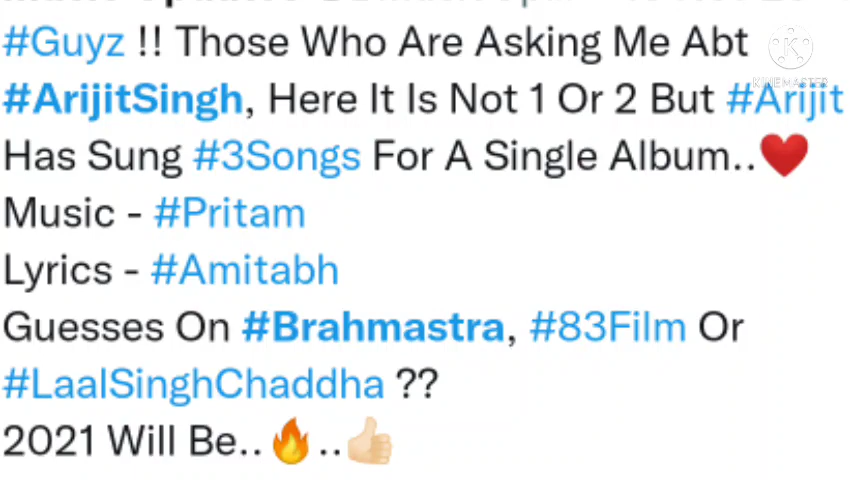 #Guyz !! Those Who Are Asking Me Abt
#ArijitSingh, Here It Is Not 1 Or 2 But #Arijit
Has Sung #3Songs For A Single Album..❤️
Music - #Pritam
Lyrics - #Amitabh
Guesses On #Brahmastra, #83Film Or
#LaalSinghChaddha ??
2021 Will Be..🔥..👍🏻
KINEMASTER